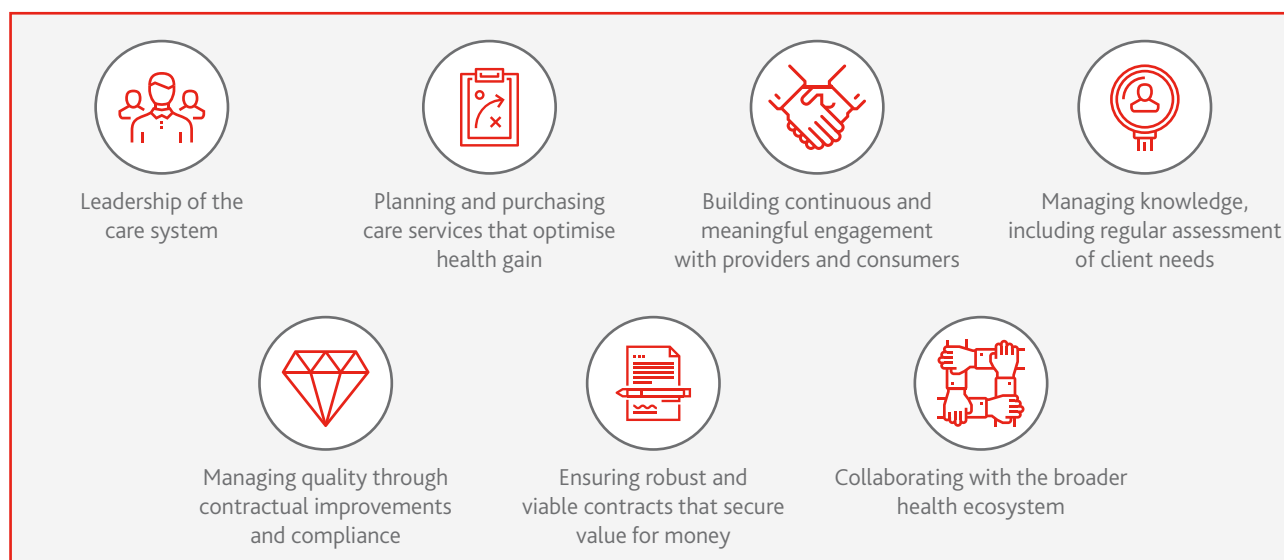 Leadership of the
care system
Planning and purchasing
care services that optimise
health gain
Building continuous and
meaningful engagement
with providers and consumers
Managing knowledge,
including regular assessment
of client needs
Managing quality through
contractual improvements
and compliance
Ensuring robust and
viable contracts that secure
value for money
Collaborating with the broader
health ecosystem